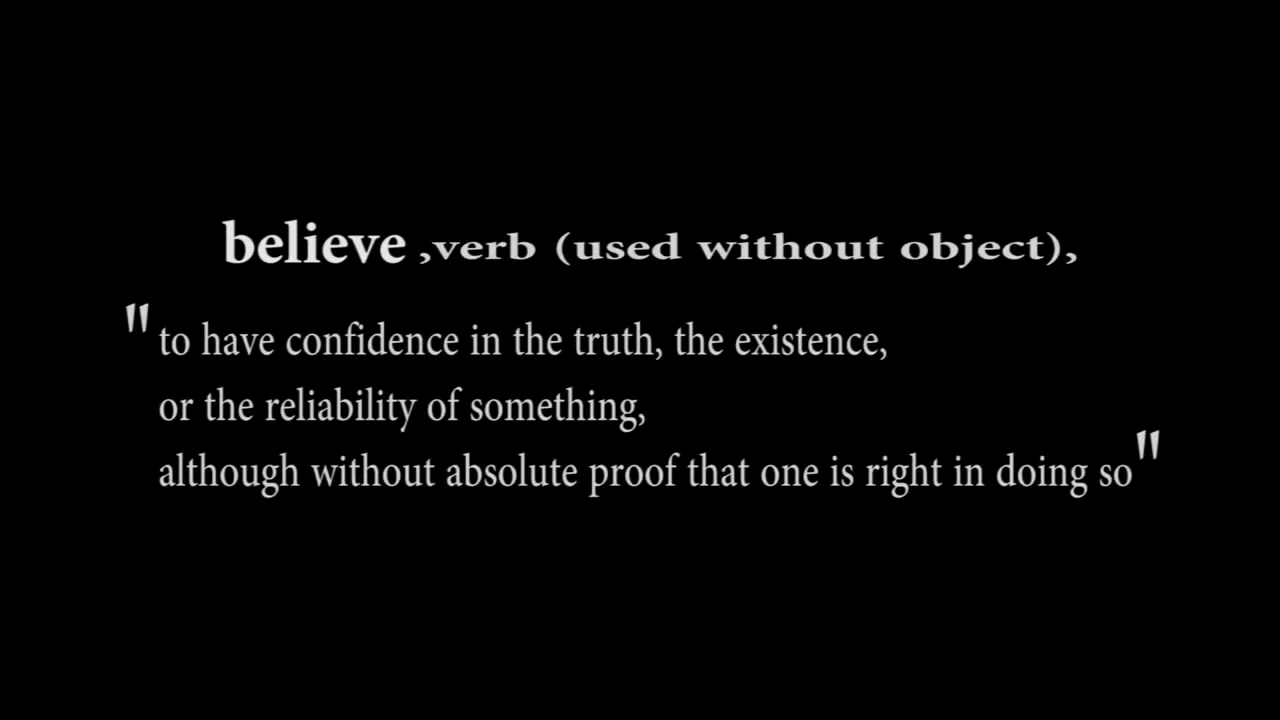 believe ,verb (used without object),
"to have confidence in the truth, the existence,
or the reliability of something,
although without absolute proof that one is right in doing so"